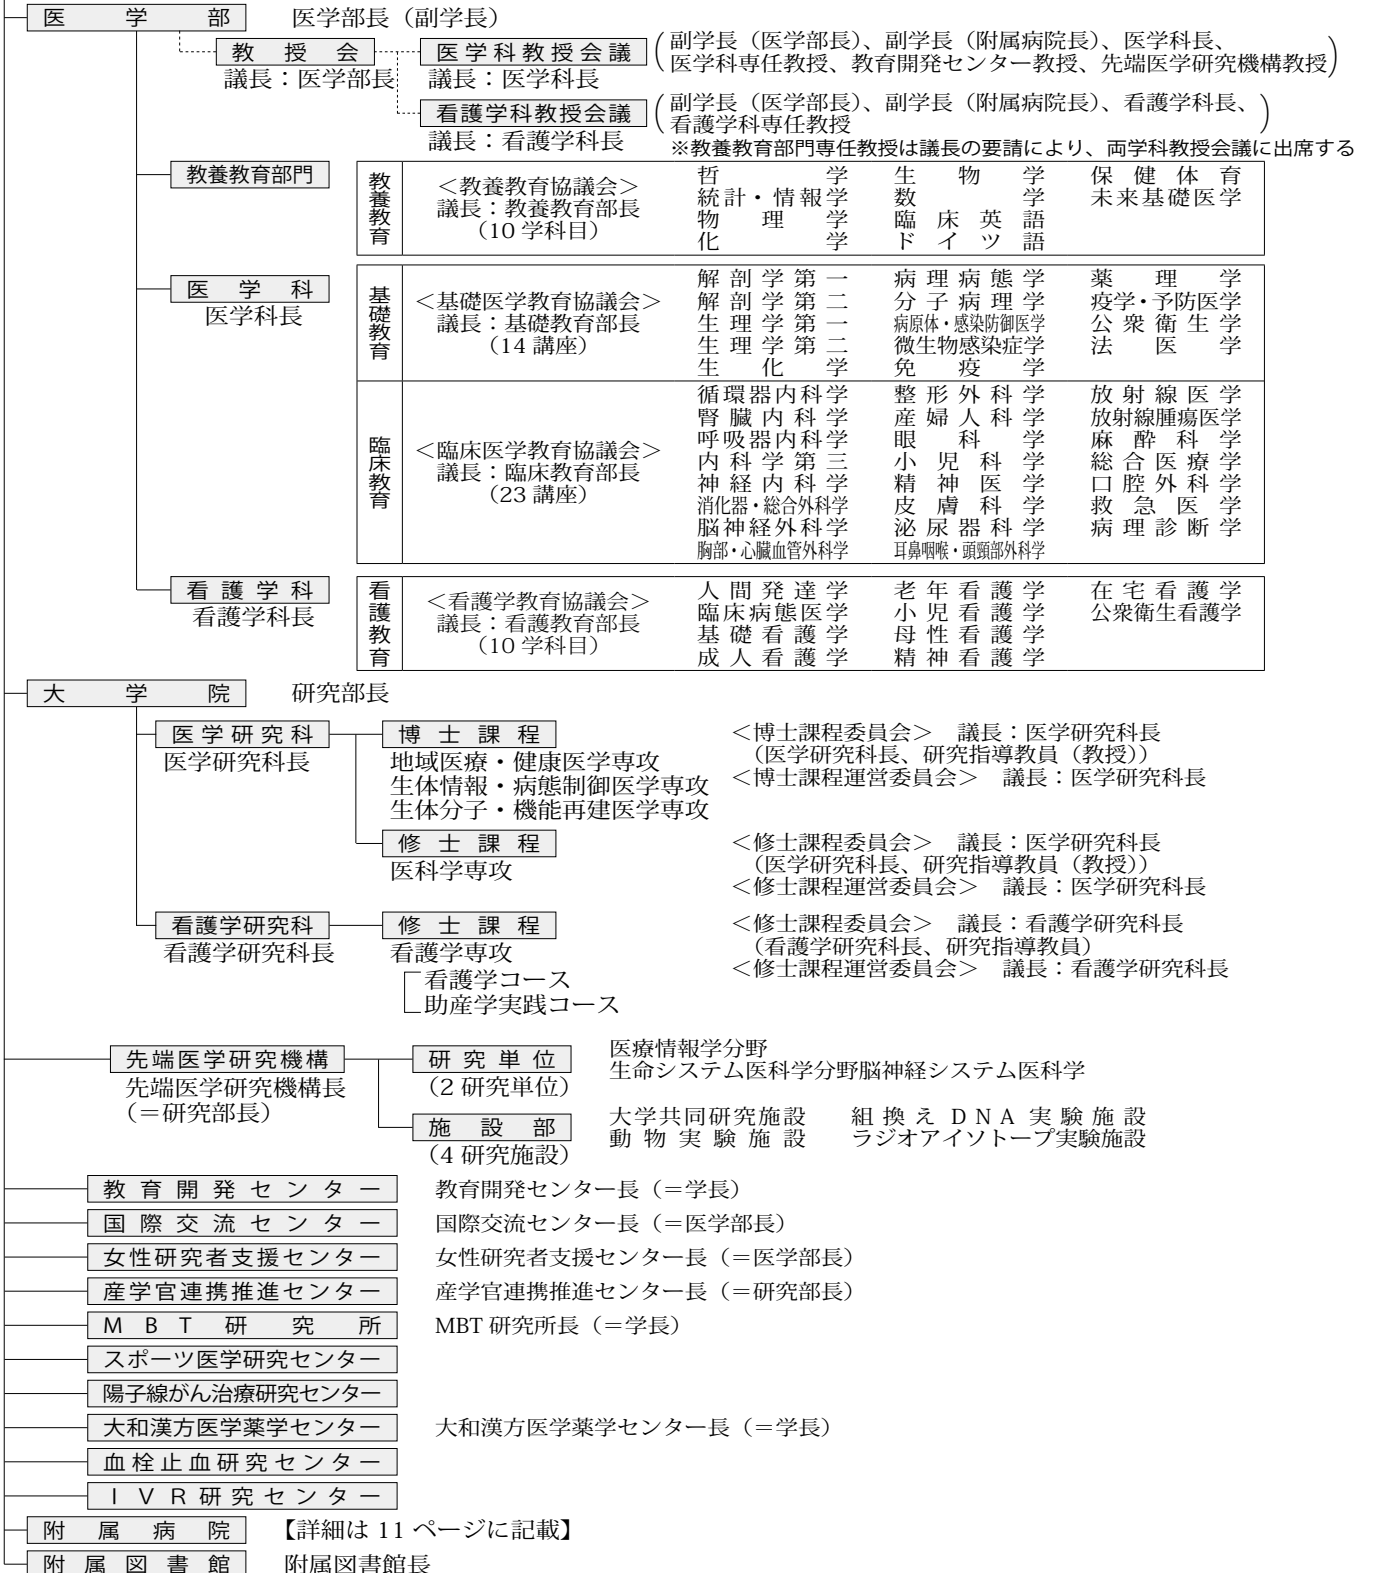 医学部　医学部長（副学長）
教授会　医学科教授会議（副学長（医学部長）、副学長（附属病院長）、医学科長、
議長：医学部長　議長：医学科長　医学科専任教授、教育開発センター教授、先端医学研究機構教授）
看護学科教授会議（副学長（医学部長）、副学長（附属病院長）、看護学科長、
議長：看護学科長　看護学科専任教授）
※教養教育部門専任教授は議長の要請により、両学科教授会議に出席する
教養教育部門
教養教育
＜教養教育協議会＞
議長：教養教育部長
（10 学科目）
哲学　生物学　保健体育
統計・情報学　数学　未来基礎医学
物理学　臨床英語
化学　ドイツ語
医学科
医学科長
基礎教育
＜基礎医学教育協議会＞
議長：基礎教育部長
（14 講座）
解剖学第一　病理病態学　薬理学
解剖学第二　分子病理学　疫学・予防医学
生理学第一　病原体・感染防御医学　公衆衛生学
生理学第二　微生物感染症学　法医学
生化学　免疫学
臨床教育
＜臨床医学教育協議会＞
議長：臨床教育部長
（23 講座）
循環器内科学　整形外科学　放射線医学
腎臓内科学　産婦人科学　放射線腫瘍医学
呼吸器内科学　眼科学　麻酔科学
内科学第三　小児科学　総合医療学
神経内科学　精神医学　口腔外科学
消化器・総合外科学　皮膚科学　救急医学
脳神経外科学　泌尿器科学　病理診断学
胸部・心臓血管外科学　耳鼻咽喉・頭頸部外科学
看護学科
看護学科長
看護教育
＜看護学教育協議会＞
議長：看護教育部長
（10 学科目）
人間発達学　老年看護学　在宅看護学
臨床病態医学　小児看護学　公衆衛生看護学
基礎看護学　母性看護学
成人看護学　精神看護学
大学院　研究部長
医学研究科　博士課程　＜博士課程委員会＞　議長：医学研究科長
医学研究科長　地域医療・健康医学専攻　（医学研究科長、研究指導教員（教授））
生体情報・病態制御医学専攻　＜博士課程運営委員会＞　議長：医学研究科長
生体分子・機能再建医学専攻
修士課程　＜修士課程委員会＞　議長：医学研究科長
医科学専攻　（医学研究科長、研究指導教員（教授））
＜修士課程運営委員会＞　議長：医学研究科長
看護学研究科　修士課程　＜修士課程委員会＞　議長：看護学研究科長
看護学研究科長　看護学専攻　（看護学研究科長、研究指導教員）
看護学コース　＜修士課程運営委員会＞　議長：看護学研究科長
助産学実践コース
先端医学研究機構　研究単位　医療情報学分野
先端医学研究機構長　（2 研究単位）　生命システム医科学分野脳神経システム医科学
（＝研究部長）
施設部　大学共同研究施設　組換え DNA 実験施設
（4 研究施設）　動物実験施設　ラジオアイソトープ実験施設
教育開発センター　教育開発センター長（＝学長）
国際交流センター　国際交流センター長（＝医学部長）
女性研究者支援センター　女性研究者支援センター長（＝医学部長）
産学官連携推進センター　産学官連携推進センター長（＝研究部長）
MBT研究所　MBT 研究所長（＝学長）
スポーツ医学研究センター
陽子線がん治療研究センター
大和漢方医学薬学センター　大和漢方医学薬学センター長（＝学長）
血栓止血研究センター
IVR研究センター
附属病院　【詳細は 11 ページに記載】
附属図書館　附属図書館長